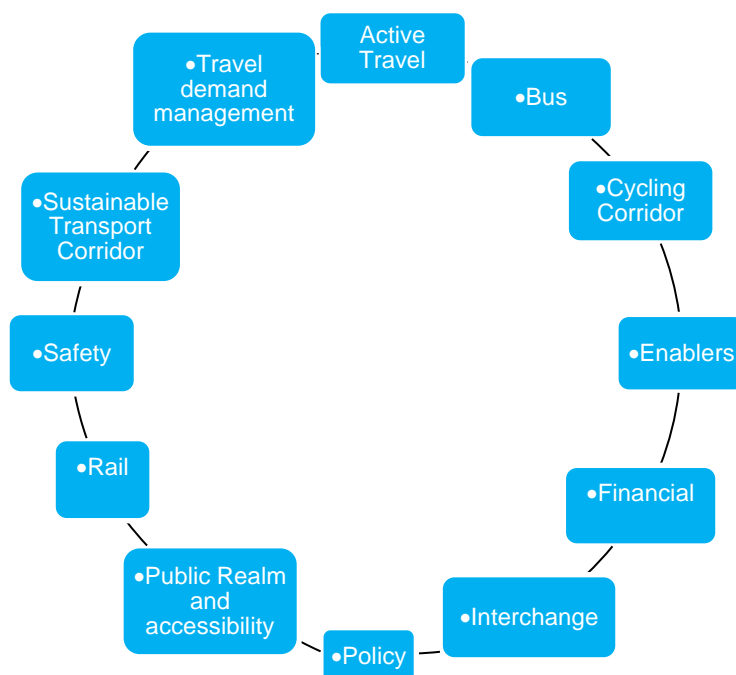 Active
Travel
•Bus
•Cycling
Corridor
•Enablers
•Financial
•Interchange
•Policy
•Public Realm
and
accessibility
•Rail
•Safety
•Sustainable
Transport
Corridor
•Travel
demand
management